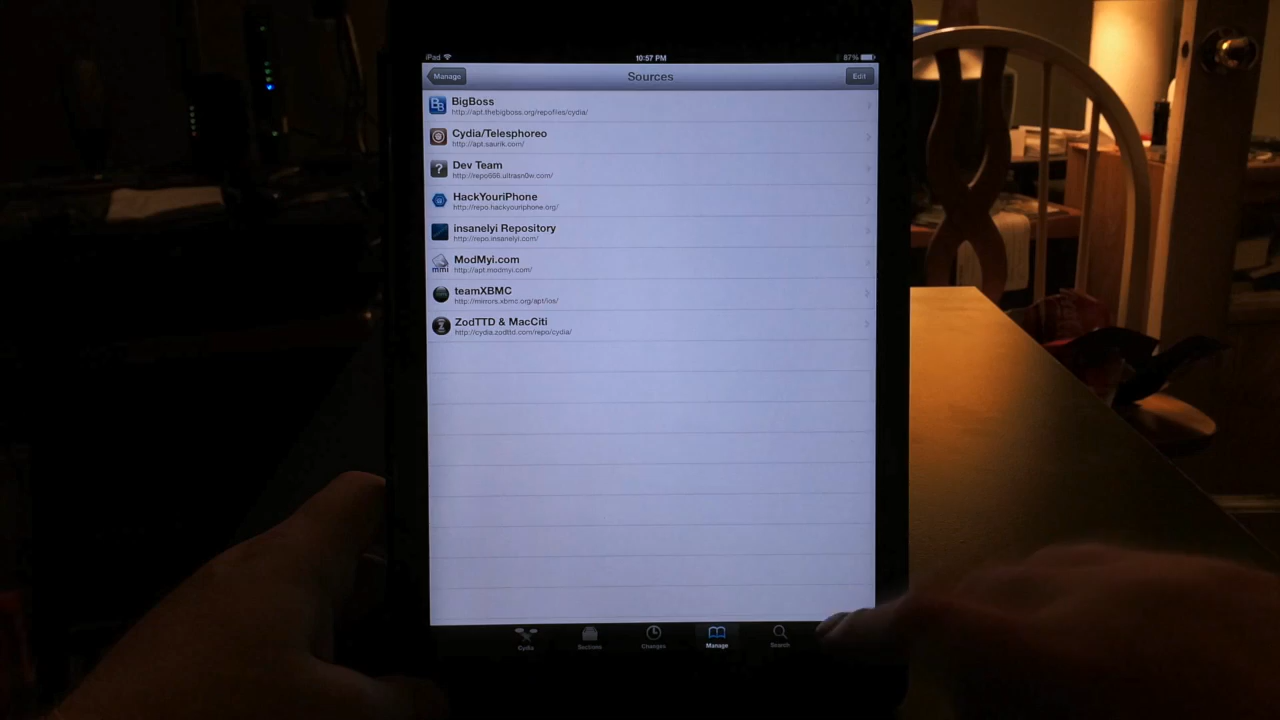 iPad
10:57 PM
87%
Manage
Sources
Edit
BigBoss
http://apt.thebigboss.org/repofiles/cydia/
Cydia/Telesphoreo
http://apt.saurik.com/
?
Dev Team
http://repo666.ultrasn0w.com/
HackYouriPhone
http://repo.hackyouriphone.org/
insanelyi Repository
http://repo.insanelyi.com/
mmi
ModMyi.com
http://apt.modmyi.com/
teamXBMC
http://mirrors.xbmc.org/apt/ios/
Z
ZodTTD & MacCiti
http://cydia.zodttd.com/repo/cydia/
Cydia
Sections
Changes
Manage
Search